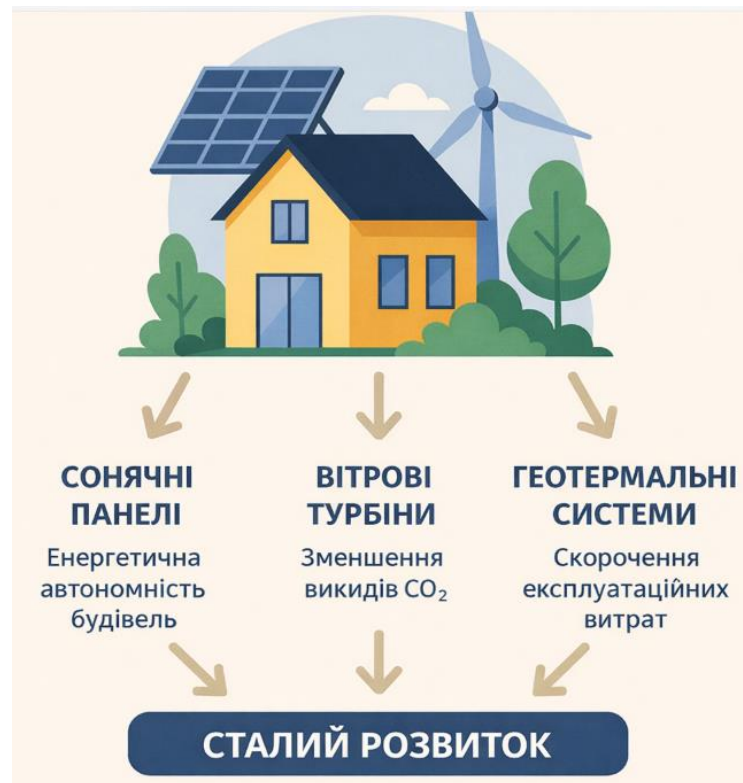 СОНЯЧНІ
ПАНЕЛІ
Енергетична
автономність
будівель
ВІТРОВІ
ТУРБІНИ
Зменшення
викидів CO₂
ГЕОТЕРМАЛЬНІ
СИСТЕМИ
Скорочення
експлуатаційних
витрат
СТАЛИЙ РОЗВИТОК